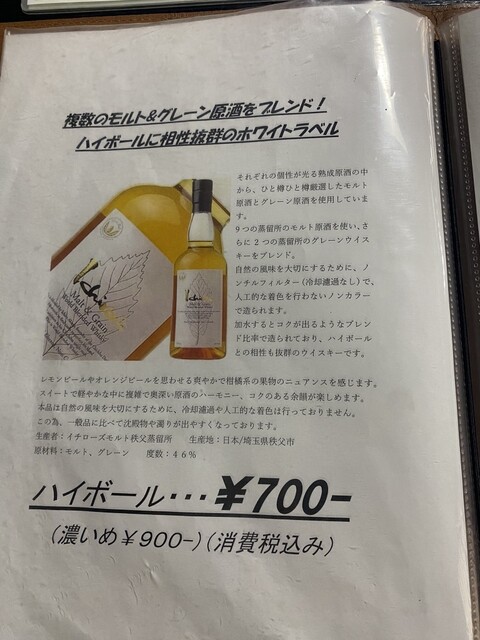 複数のモルト&グレーン原酒をブレンド！
ハイボールに相性抜群のホワイトラベル
それぞれの個性が光る熟成原酒の中
から、ひと樽ひと樽厳選したモルト
原酒とグレーン原酒を使用していま
す。
9つの蒸留所のモルト原酒を使い、さ
らに2つの蒸留所のグレーンウイス
キーをブレンド。
自然の風味を大切にするために、ノ
ンチルフィルター(冷却濾過なし)で、
人工的な着色を行わないノンカラー
で造られます。
加水するとコクが出るようなブレン
ド比率で造られており、ハイボール
との相性も抜群のウイスキーです。
Ichiro's
Malt & Grain
World Blended Whisky
Ichiro's
Malt & Grain
レモンピールやオレンジピールを思わせる爽やかで柑橘系の果物のニュアンスを感じます。
スイートで軽やかな中に複雑で奥深い原酒のハーモニー、コクのある余韻が楽しめます。
本品は自然の風味を大切にするために、冷却濾過や人工的な着色は行っておりません。
この為、一般品に比べて沈殿物や濁りが出やすくなっております。
生産者：イチローズモルト秩父蒸留所　生産地：日本/埼玉県秩父市
原材料：モルト、グレーン　度数：４６％
ハイボール・・・￥700-
(濃いめ￥900-)(消費税込み)